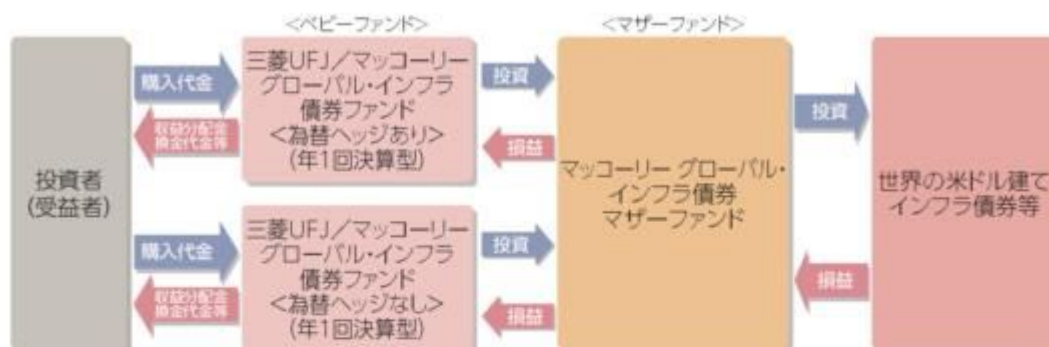 <ベビーファンド>
<マザーファンド>
投資者
(受益者)
購入代金
収益分配金
換金代金等
三菱UFJ/マッコーリー
グローバル・インフラ
債券ファンド
<為替ヘッジあり>
(年1回決算型)
投資
損益
購入代金
収益分配金
換金代金等
三菱UFJ/マッコーリー
グローバル・インフラ
債券ファンド
<為替ヘッジなし>
(年1回決算型)
投資
損益
マッコーリー グローバル・
インフラ債券
マザーファンド
投資
損益
世界の米ドル建て
インフラ債券等